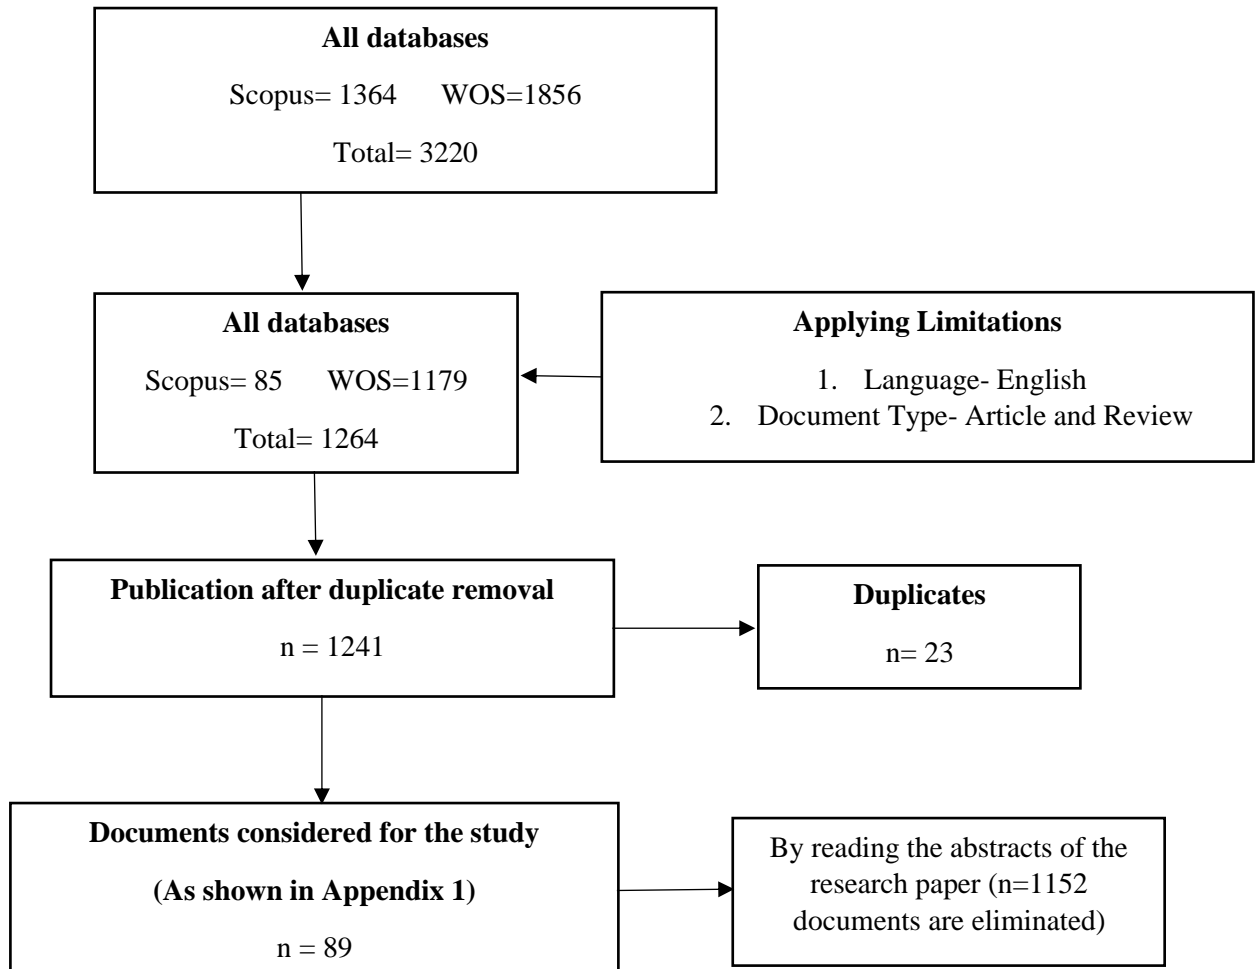 All databases
Scopus= 1364 WOS=1856
Total= 3220
All databases
Scopus= 85 WOS=1179
Total= 1264
Applying Limitations
1. Language- English
2. Document Type- Article and Review
Publication after duplicate removal
n = 1241
Duplicates
n= 23
Documents considered for the study
(As shown in Appendix 1)
n = 89
By reading the abstracts of the
research paper (n=1152
documents are eliminated)